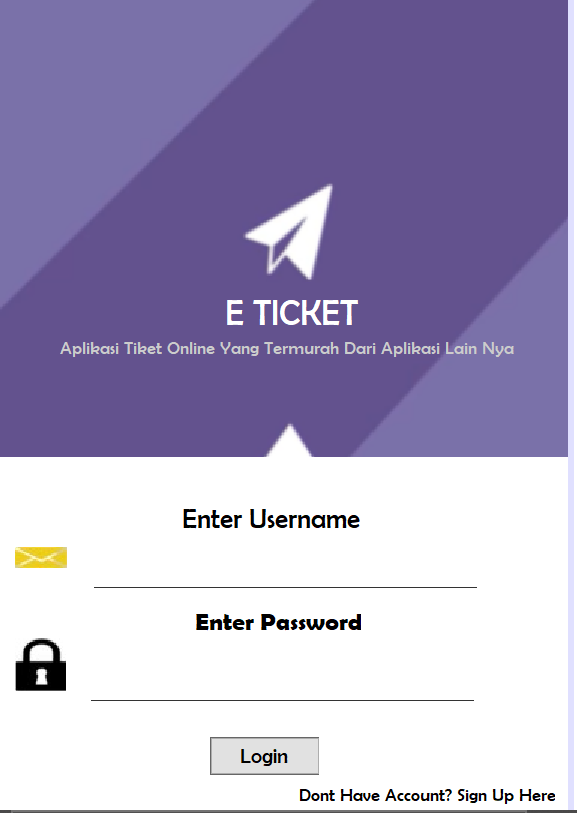 E TICKET
Aplikasi Tiket Online Yang Termurah Dari Aplikasi Lain Nya
Enter Username
Enter Password
Login
Dont Have Account? Sign Up Here